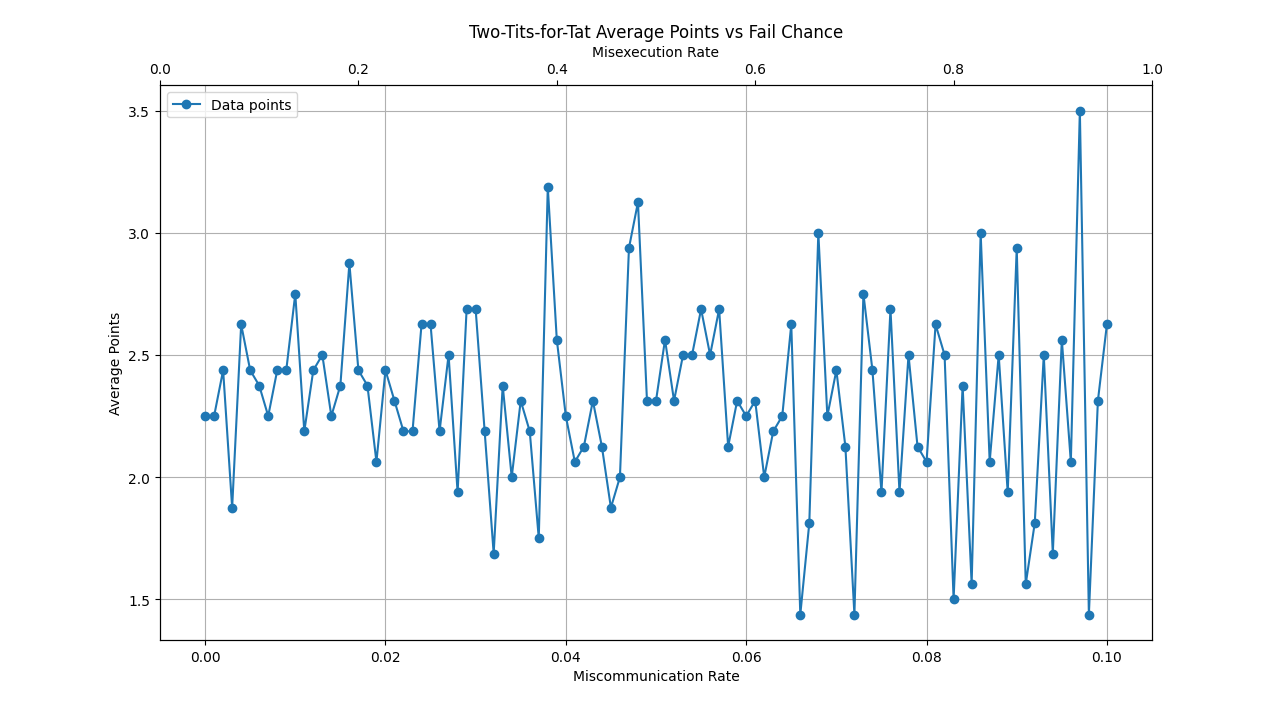 Two-Tits-for-Tat Average Points vs Fail Chance
Misexecution Rate
0.0 0.2 0.4 0.6 0.8 1.0
Data points
3.5
3.0
2.5
2.0
1.5
Average Points
0.00 0.02 0.04 0.06 0.08 0.10
Miscommunication Rate